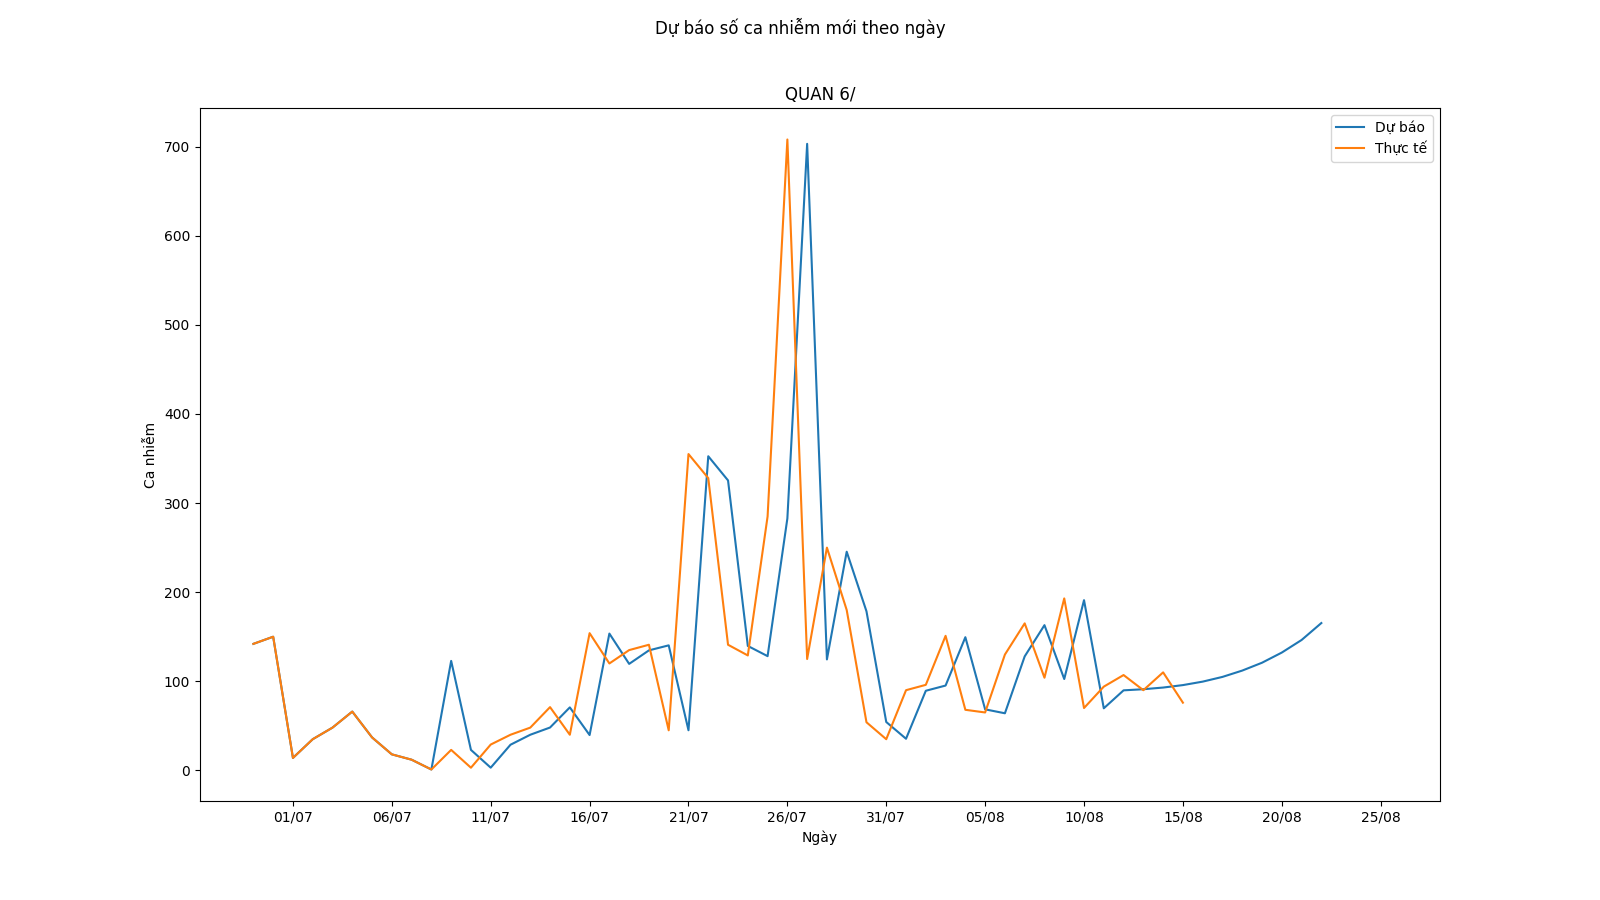 Dự báo số ca nhiễm mới theo ngày
QUAN 6/
Dự báo
Thực tế
700
600
500
400
300
200
100
0
Ca nhiễm
01/07 06/07 11/07 16/07 21/07 26/07 31/07 05/08 10/08 15/08 20/08 25/08
Ngày